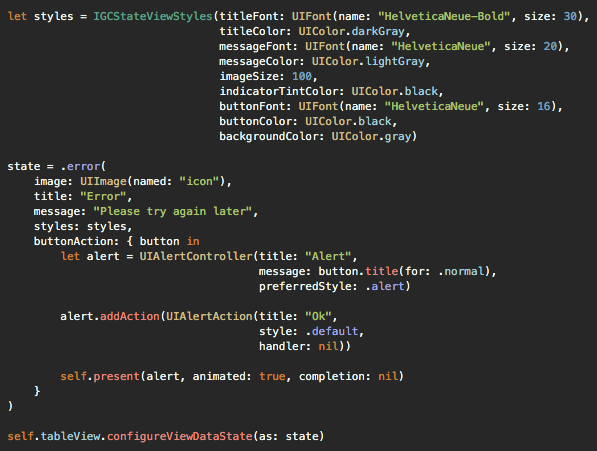 let styles = IGCStateViewStyles(titleFont: UIFont(name: "HelveticaNeue-Bold", size: 30),
titleColor: UIColor.darkGray,
messageFont: UIFont(name: "HelveticaNeue", size: 20),
messageColor: UIColor.lightGray,
imageSize: 100,
indicatorTintColor: UIColor.black,
buttonFont: UIFont(name: "HelveticaNeue", size: 16),
buttonColor: UIColor.black,
backgroundColor: UIColor.gray)
state = .error(
image: UIImage(named: "icon"),
title: "Error",
message: "Please try again later",
styles: styles,
buttonAction: { button in
let alert = UIAlertController(title: "Alert",
message: button.title(for: .normal),
preferredStyle: .alert)
alert.addAction(UIAlertAction(title: "Ok",
style: .default,
handler: nil))
self.present(alert, animated: true, completion: nil)
}
)
self.tableView.configureViewDataState(as: state)